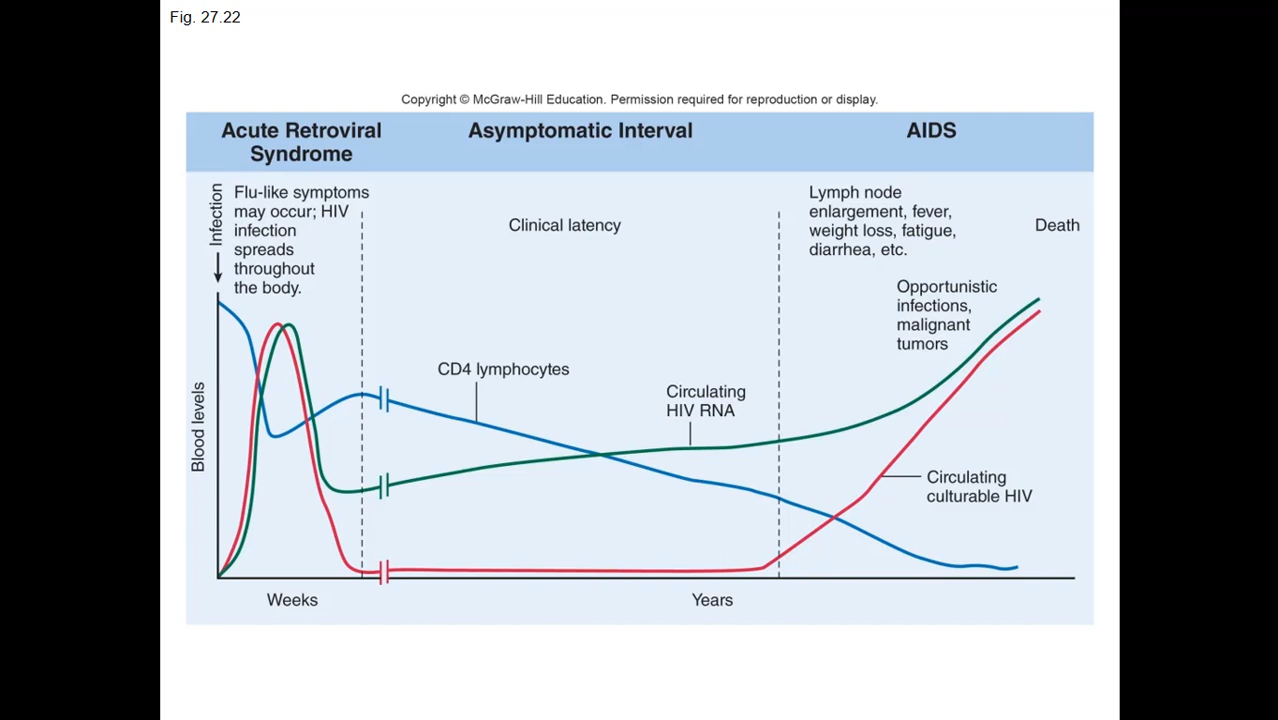 Fig. 27.22
Copyright © McGraw-Hill Education. Permission required for reproduction or display.
Acute Retroviral
Syndrome
Asymptomatic Interval
AIDS
Infection
Flu-like symptoms
may occur; HIV
infection
spreads
throughout
the body.
Clinical latency
Lymph node
enlargement, fever,
weight loss, fatigue,
diarrhea, etc.
Death
Opportunistic
infections,
malignant
tumors
CD4 lymphocytes
Circulating
HIV RNA
Blood levels
Circulating
culturable HIV
Weeks
Years